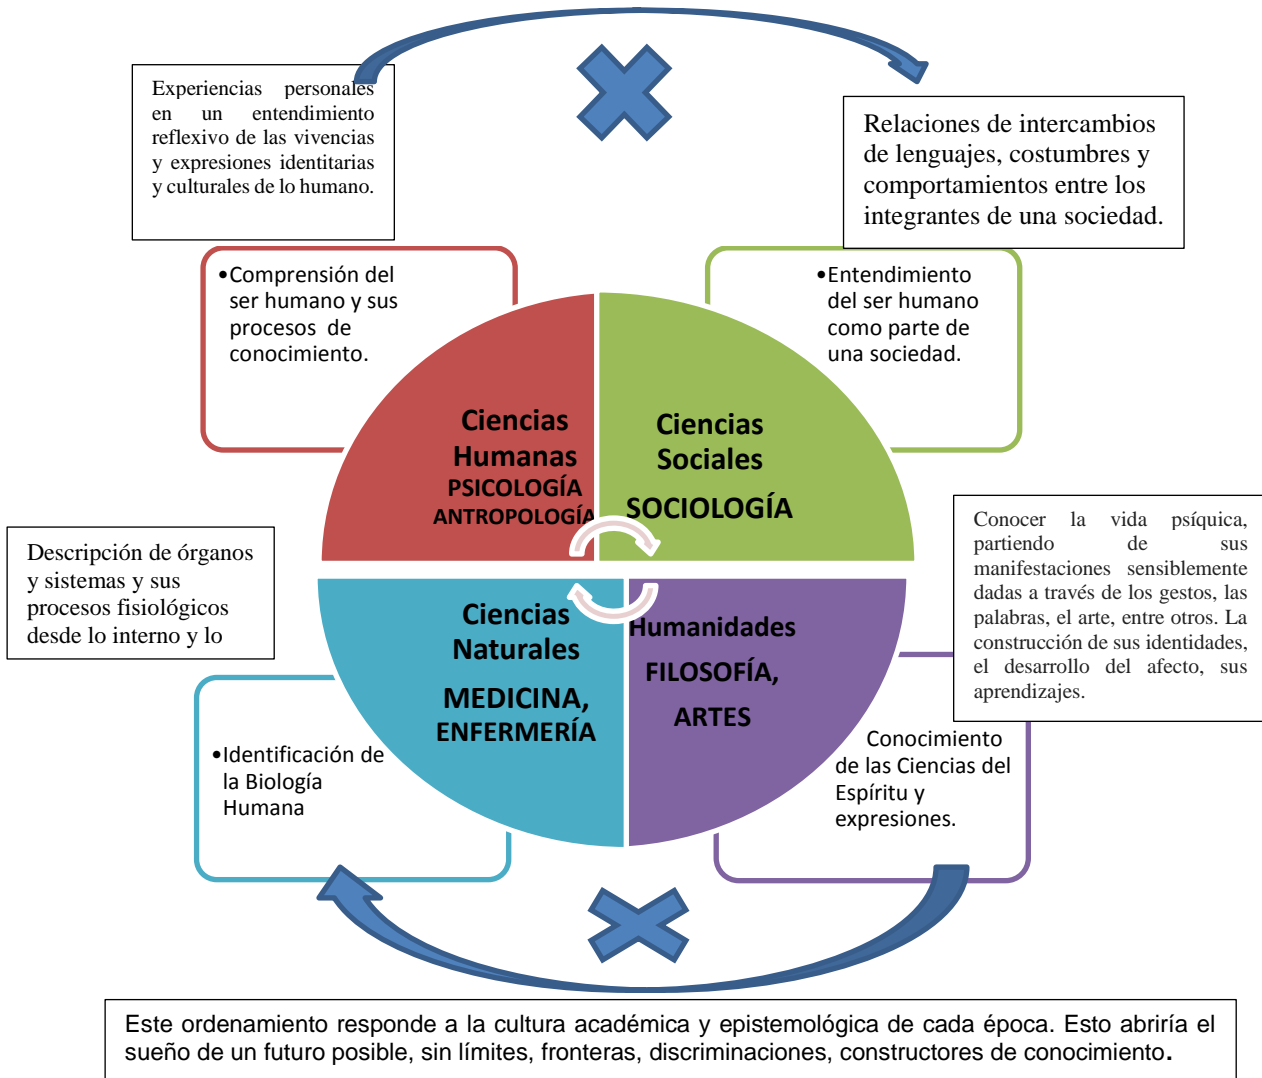 Experiencias personales
en un entendimiento
reflexivo de las vivencias
y expresiones identitarias
y culturales de lo humano.
Relaciones de intercambios
de lenguajes, costumbres y
comportamientos entre los
integrantes de una sociedad.
•Comprensión del
ser humano y sus
procesos de
conocimiento.
•Entendimiento
del ser humano
como parte de
una sociedad.
Ciencias
Humanas
PSICOLOGÍA
ANTROPOLOGÍA
Ciencias
Sociales
SOCIOLOGÍA
Descripción de órganos
y sistemas y sus
procesos fisiológicos
desde lo interno y lo
Conocer la vida psíquica,
partiendo de sus
manifestaciones sensiblemente
dadas a través de los gestos, las
palabras, el arte, entre otros. La
construcción de sus identidades,
el desarrollo del afecto, sus
aprendizajes.
Ciencias
Naturales
MEDICINA,
ENFERMERÍA
Humanidades
FILOSOFÍA,
ARTES
•Identificación de
la Biología
Humana
Conocimiento
de las Ciencias del
Espíritu y
expresiones.
Este ordenamiento responde a la cultura académica y epistemológica de cada época. Esto abriría el
sueño de un futuro posible, sin límites, fronteras, discriminaciones, constructores de conocimiento.